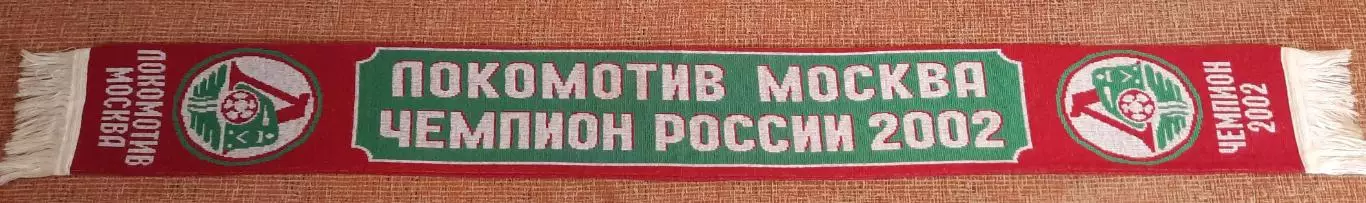 ЛОКОМОТИВ
МОСКВА
ЛОКОМОТИВ МОСКВА
ЧЕМПИОН РОССИИ 2002
ЧЕМПИОН
2002